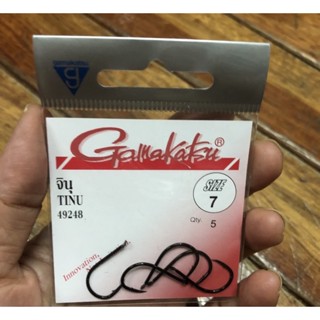 Gamakatsu®
จินุ
TINU
49248
SIZE
7
Qty. 5
Innovation